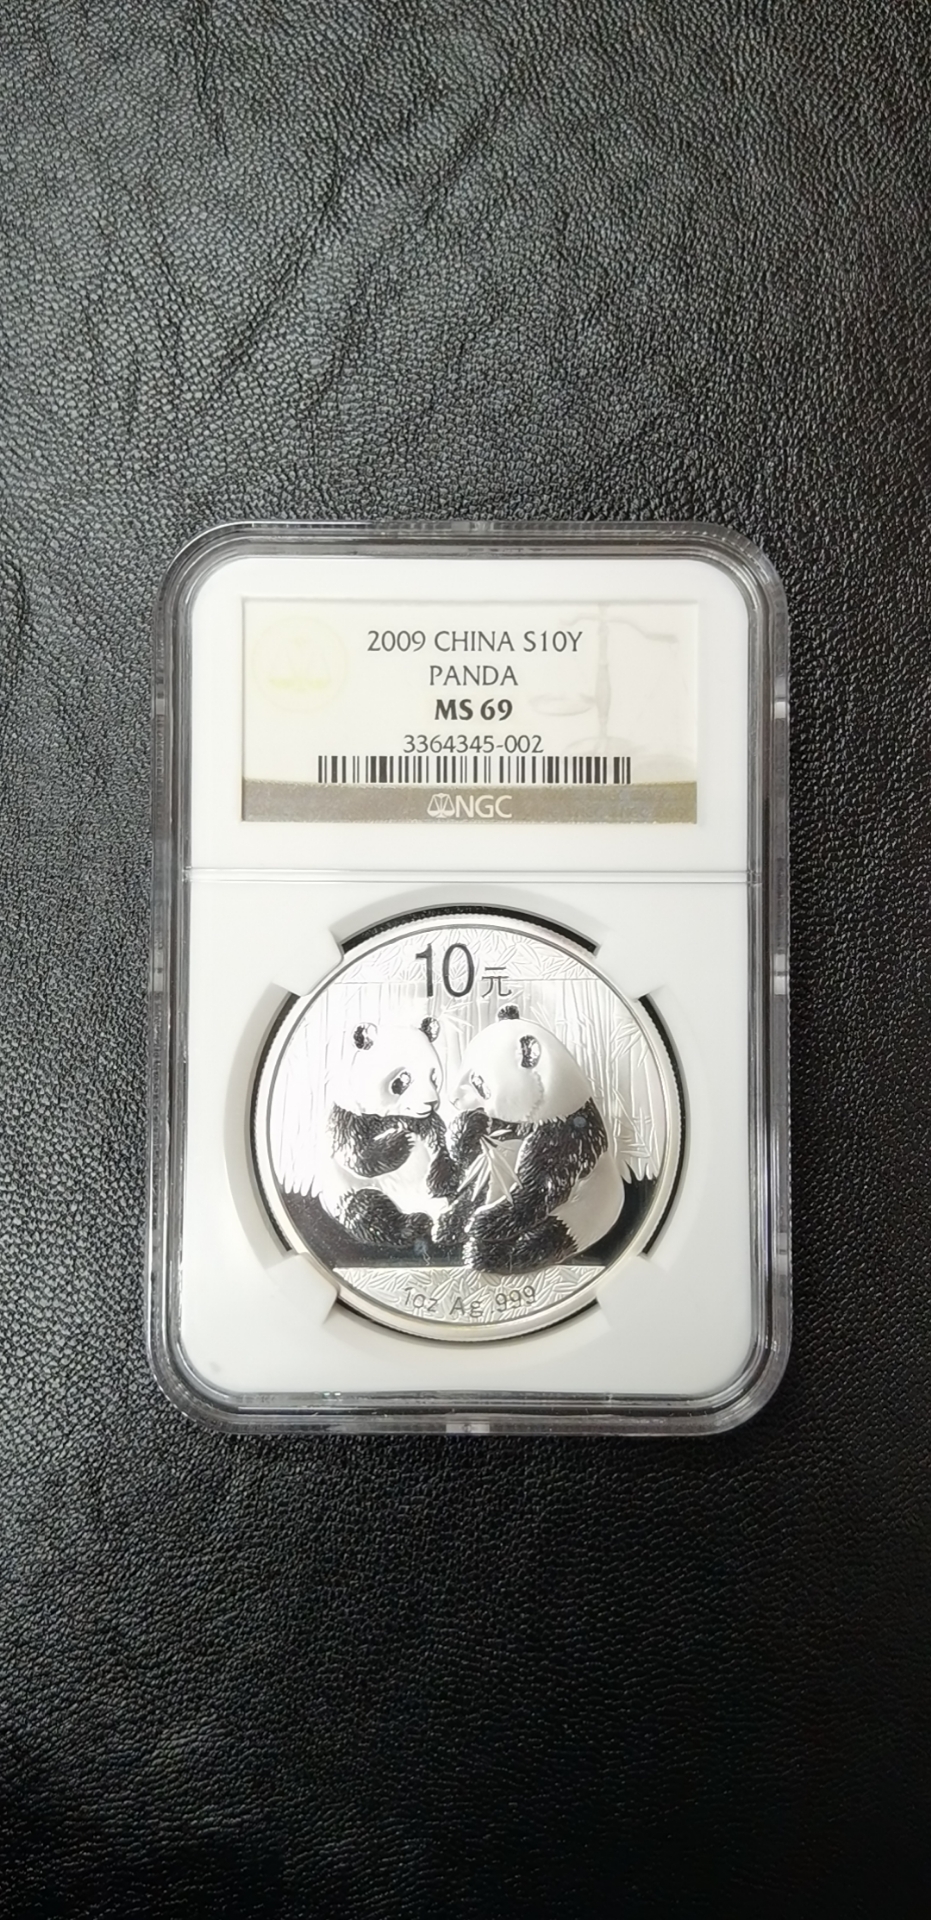 2009 CHINA S10Y
PANDA
MS 69
3364345-002
NGC
10元
1oz Ag .999